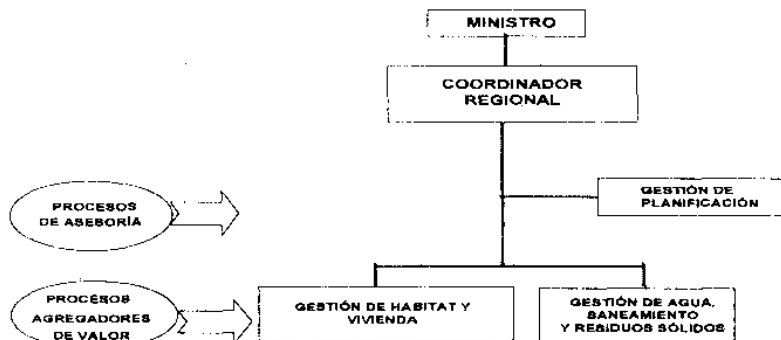 MINISTRO
COORDINADOR
REGIONAL
PROCESOS
DE ASESORÍA
GESTIÓN DE
PLANIFICACIÓN
PROCESOS
AGREGADORES
DE VALOR
GESTIÓN DE HABITAT Y
VIVIENDA
GESTIÓN DE AGUA,
SANEAMIENTO
Y RESIDUOS SÓLIDOS